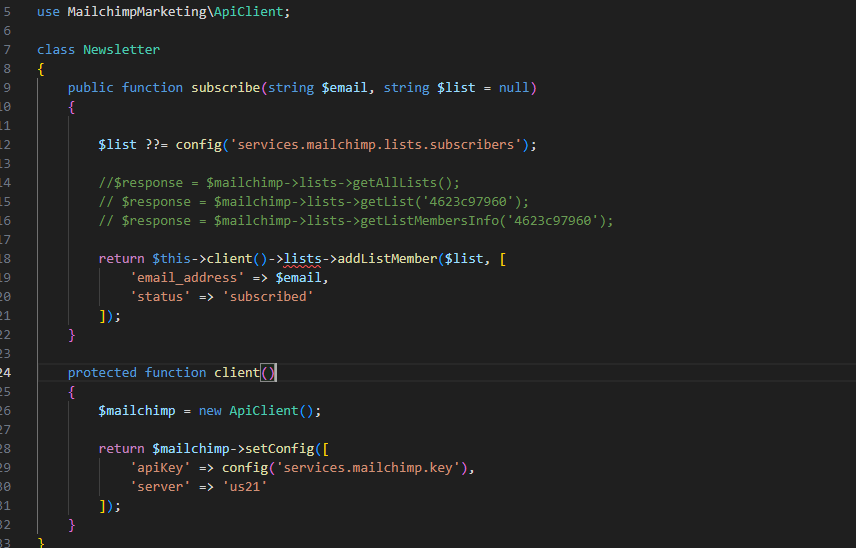 5 use MailchimpMarketing\ApiClient;
6
7 class Newsletter
8 {
9 public function subscribe(string $email, string $list = null)
10 {
11
12 $list ??= config('services.mailchimp.lists.subscribers');
13
14 //$response = $mailchimp->lists->getAllLists();
15 // $response = $mailchimp->lists->getList('4623c97960');
16 // $response = $mailchimp->lists->getListMembersInfo('4623c97960');
17
18 return $this->client()->lists->addListMember($list, [
19 'email_address' => $email,
20 'status' => 'subscribed'
21 ]);
22 }
23
24 protected function client()
25 {
26 $mailchimp = new ApiClient();
27
28 return $mailchimp->setConfig([
29 'apiKey' => config('services.mailchimp.key'),
30 'server' => 'us21'
31 ]);
32 }
33 }